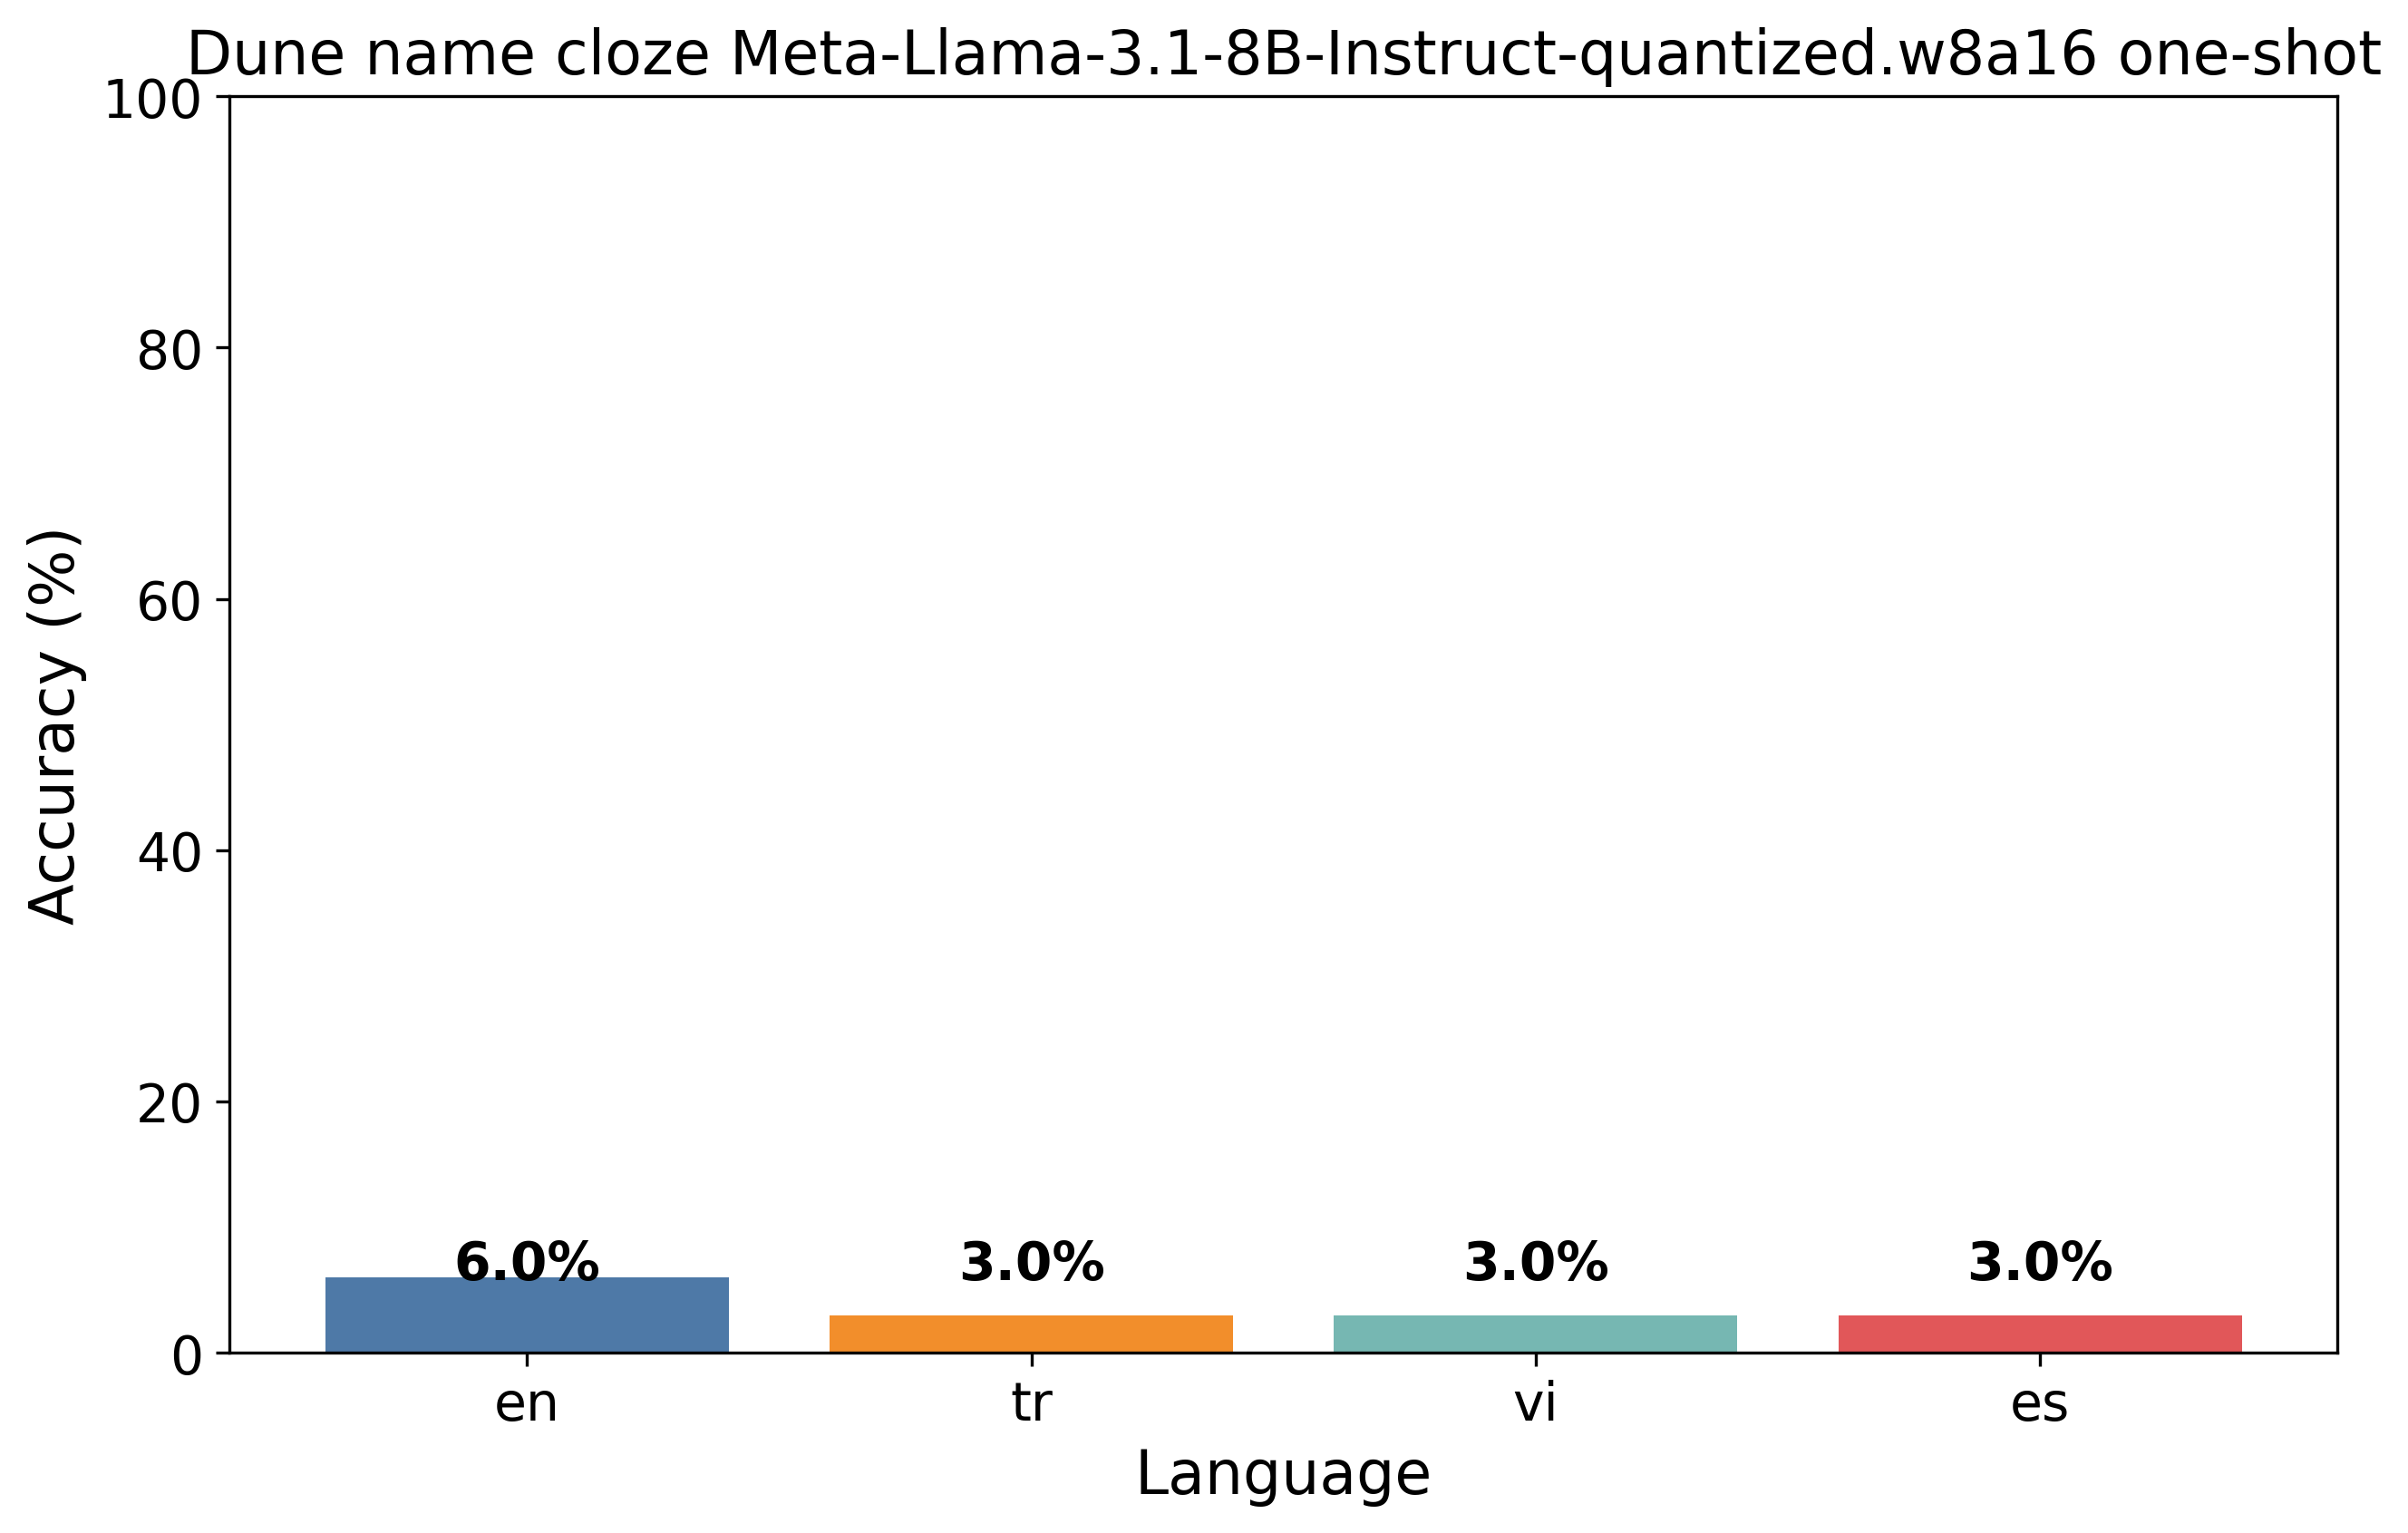 Dune name cloze Meta-Llama-3.1-8B-Instruct-quantized.w8a16 one-shot
100
80
60
40
20
0
Accuracy (%)
6.0%
3.0%
3.0%
3.0%
en
tr
vi
es
Language